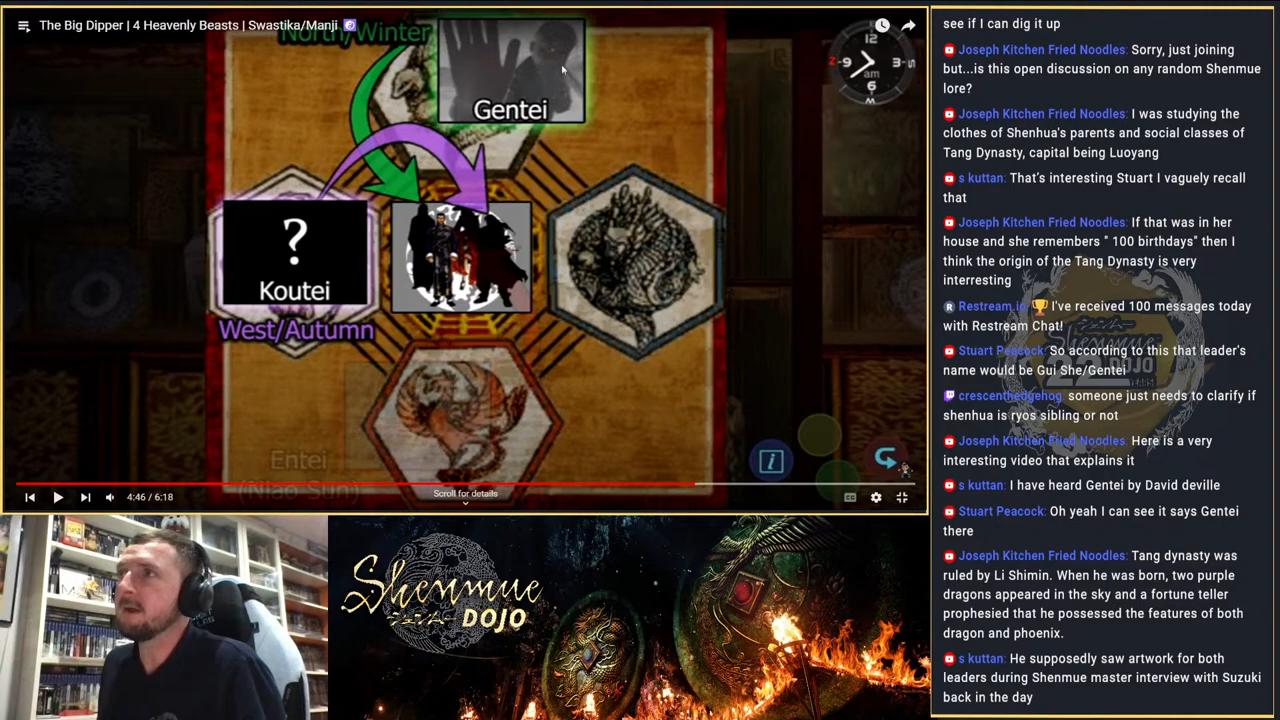 The Big Dipper | 4 Heavenly Beasts | Swastika/Manji
North/Winter
Gentei
12
9
3
am
6
?
Koutei
West/Autumn
Entei
(Niao Sun)
4:46 / 6:18
Scroll for details
CC
Shenmue
DOJO
see if I can dig it up
Joseph Kitchen Fried Noodles: Sorry, just joining
but...is this open discussion on any random Shenmue
lore?
Joseph Kitchen Fried Noodles: I was studying the
clothes of Shenhua's parents and social classes of
Tang Dynasty, capital being Luoyang
s kuttan: That's interesting Stuart I vaguely recall
that
Joseph Kitchen Fried Noodles: If that was in her
house and she remembers " 100 birthdays" then I
think the origin of the Tang Dynasty is very
interresting
Restream.io: 🏆 I've received 100 messages today
with Restream Chat!
Stuart Peacock: So according to this that leader's
name would be Gui She/Gentei
crescenthedgehog: someone just needs to clarify if
shenhua is ryos sibling or not
Joseph Kitchen Fried Noodles: Here is a very
interesting video that explains it
s kuttan: I have heard Gentei by David deville
Stuart Peacock: Oh yeah I can see it says Gentei
there
Joseph Kitchen Fried Noodles: Tang dynasty was
ruled by Li Shimin. When he was born, two purple
dragons appeared in the sky and a fortune teller
prophesied that he possessed the features of both
dragon and phoenix.
s kuttan: He supposedly saw artwork for both
leaders during Shenmue master interview with Suzuki
back in the day
Shenmue
22 DOJO
YEARS